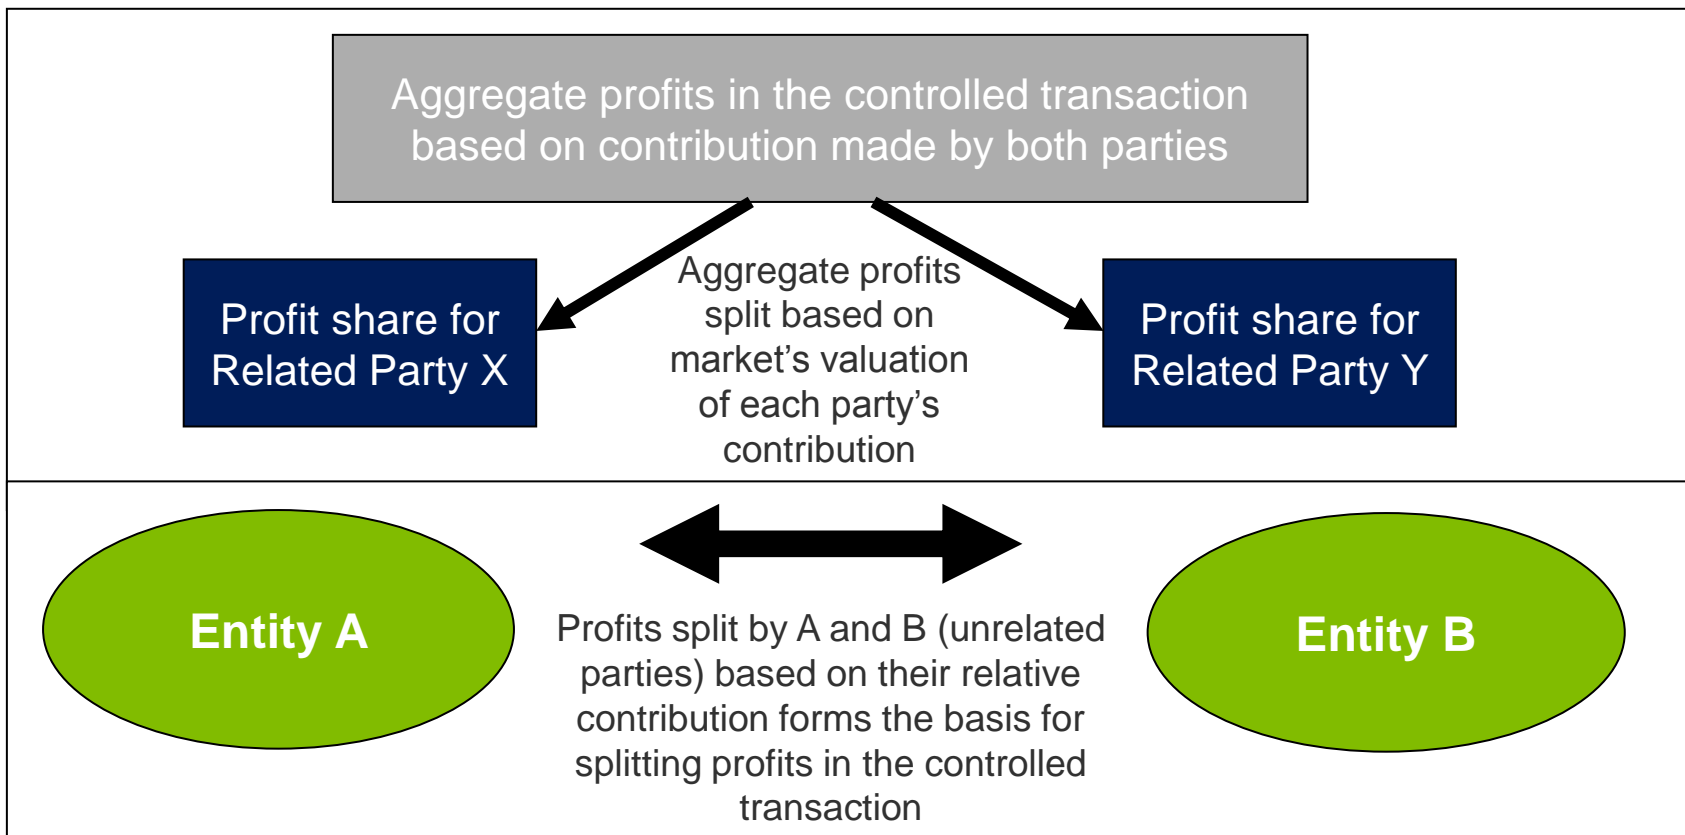 Aggregate profits in the controlled transaction
based on contribution made by both parties
Profit share for
Related Party X
Aggregate profits
split based on
market’s valuation
of each party’s
contribution
Profit share for
Related Party Y
Entity A
Profits split by A and B (unrelated
parties) based on their relative
contribution forms the basis for
splitting profits in the controlled
transaction
Entity B